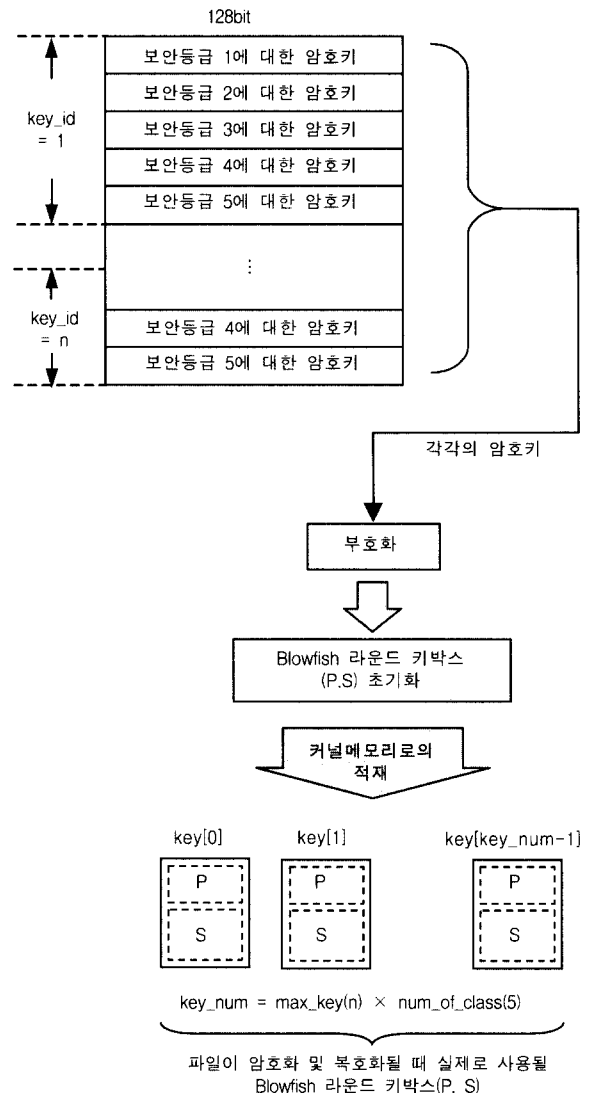 128bit
보안등급 1에 대한 암호키
보안등급 2에 대한 암호키
보안등급 3에 대한 암호키
보안등급 4에 대한 암호키
보안등급 5에 대한 암호키
key_id
= 1
⋮
보안등급 4에 대한 암호키
보안등급 5에 대한 암호키
key_id
= n
각각의 암호키
부호화
Blowfish 라운드 키박스
(P.S) 초기화
커널메모리로의
적재
key[0] key[1] key[key_num-1]
P P P
S S S
key_num = max_key(n) × num_of_class(5)
파일이 암호화 및 복호화될 때 실제로 사용될
Blowfish 라운드 키박스(P, S)